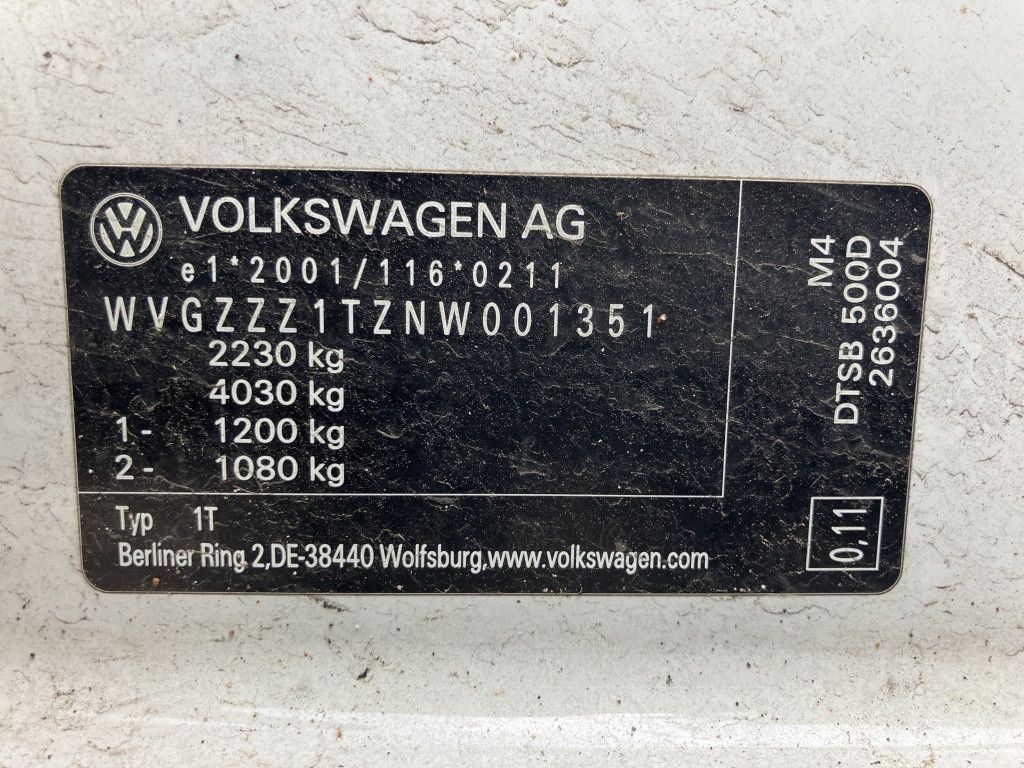 VOLKSWAGEN AG
e1*2001/116*0211
WVGZZZ1TZNW001351
2230 kg
4030 kg
1- 1200 kg
2- 1080 kg
Typ 1T
Berliner Ring 2,DE-38440 Wolfsburg,www.volkswagen.com
M4
DTSB 500D
2636004
0,11